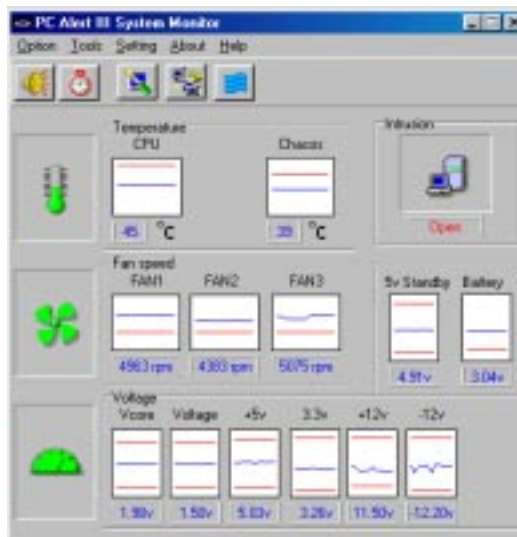 PC Alert III System Monitor
Option Tools Setting About Help
Temperature
CPU Chassis
45 °C 39 °C
Intrusion
Open
Fan speed
FAN1 FAN2 FAN3
4963 rpm 4383 rpm 5075 rpm
5v Standby Battery
4.91v 3.04v
Voltage
Vcore Voltage +5v 3.3v +12v -12v
1.98v 1.50v 5.03v 3.26v 11.50v -12.20v